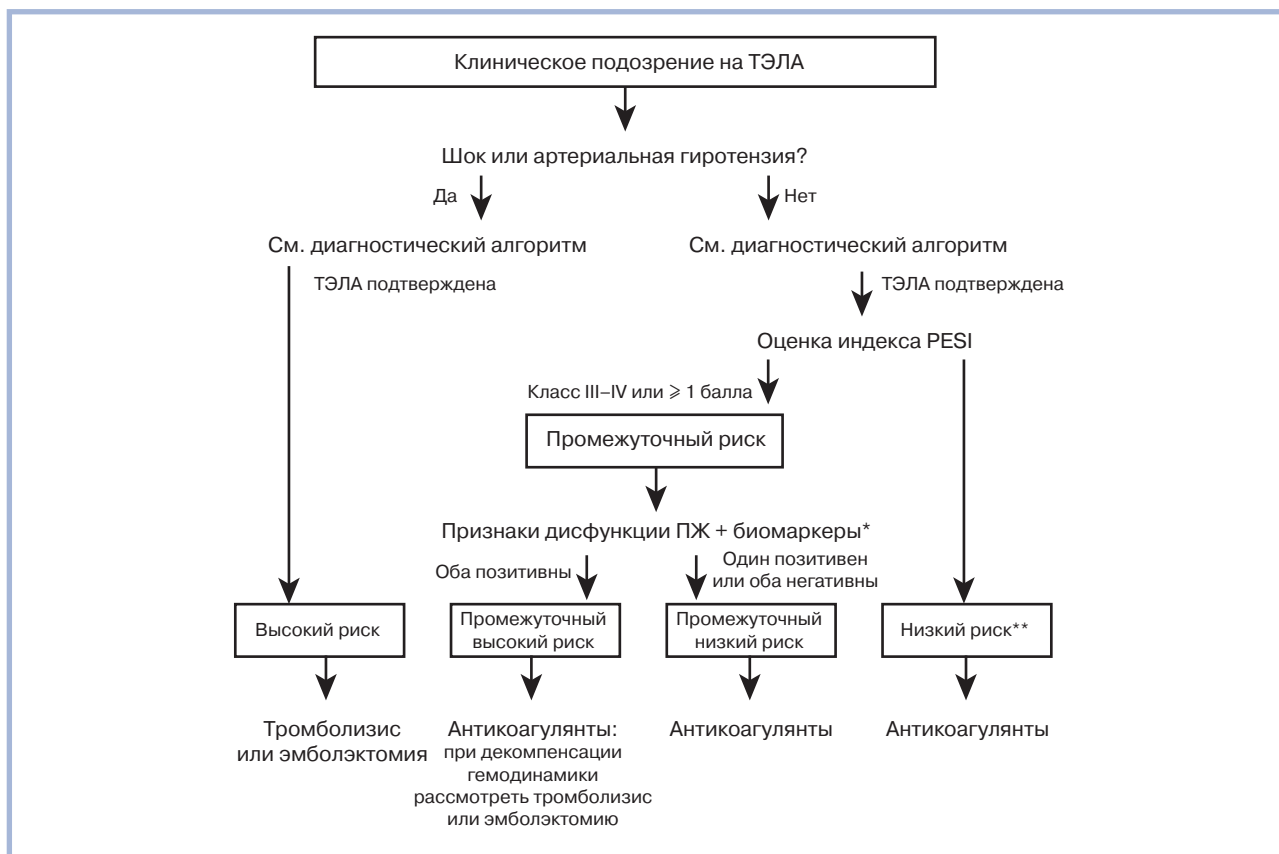 Клиническое подозрение на ТЭЛА
Шок или артериальная гиротензия?
Да
Нет
См. диагностический алгоритм
См. диагностический алгоритм
ТЭЛА подтверждена
ТЭЛА подтверждена
Оценка индекса PESI
Класс III–IV или ⩾ 1 балла
Промежуточный риск
Признаки дисфункции ПЖ + биомаркеры*
Оба позитивны
Один позитивен
или оба негативны
Высокий риск
Промежуточный
высокий риск
Промежуточный
низкий риск
Низкий риск**
Тромболизис
или эмболэктомия
Антикоагулянты:
при декомпенсации
гемодинамики
рассмотреть тромболизис
или эмболэктомию
Антикоагулянты
Антикоагулянты